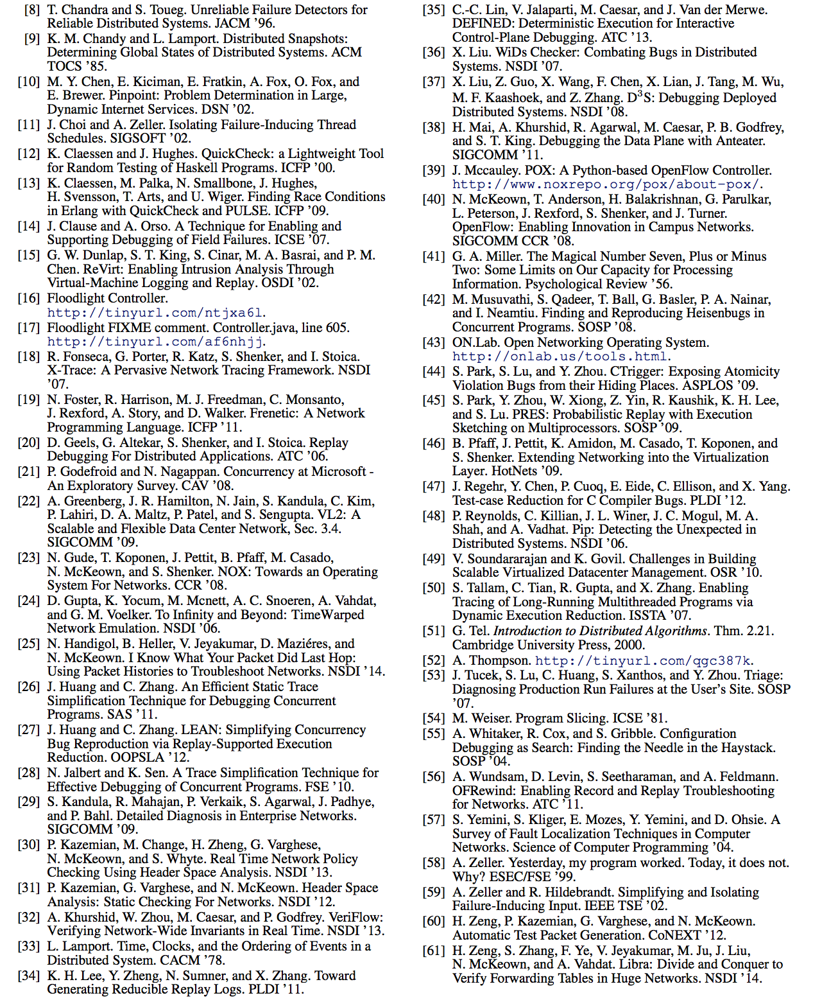 [8] T. Chandra and S. Toueg. Unreliable Failure Detectors for
Reliable Distributed Systems. JACM ’96.
[9] K. M. Chandy and L. Lamport. Distributed Snapshots:
Determining Global States of Distributed Systems. ACM
TOCS ’85.
[10] M. Y. Chen, E. Kiciman, E. Fratkin, A. Fox, O. Fox, and
E. Brewer. Pinpoint: Problem Determination in Large,
Dynamic Internet Services. DSN ’02.
[11] J. Choi and A. Zeller. Isolating Failure-Inducing Thread
Schedules. SIGSOFT ’02.
[12] K. Claessen and J. Hughes. QuickCheck: a Lightweight Tool
for Random Testing of Haskell Programs. ICFP ’00.
[13] K. Claessen, M. Palka, N. Smallbone, J. Hughes,
H. Svensson, T. Arts, and U. Wiger. Finding Race Conditions
in Erlang with QuickCheck and PULSE. ICFP ’09.
[14] J. Clause and A. Orso. A Technique for Enabling and
Supporting Debugging of Field Failures. ICSE ’07.
[15] G. W. Dunlap, S. T. King, S. Cinar, M. A. Basrai, and P. M.
Chen. ReVirt: Enabling Intrusion Analysis Through
Virtual-Machine Logging and Replay. OSDI ’02.
[16] Floodlight Controller.
http://tinyurl.com/ntjxa6l.
[17] Floodlight FIXME comment. Controller.java, line 605.
http://tinyurl.com/af6nhjj.
[18] R. Fonseca, G. Porter, R. Katz, S. Shenker, and I. Stoica.
X-Trace: A Pervasive Network Tracing Framework. NSDI
’07.
[19] N. Foster, R. Harrison, M. J. Freedman, C. Monsanto,
J. Rexford, A. Story, and D. Walker. Frenetic: A Network
Programming Language. ICFP ’11.
[20] D. Geels, G. Altekar, S. Shenker, and I. Stoica. Replay
Debugging For Distributed Applications. ATC ’06.
[21] P. Godefroid and N. Nagappan. Concurrency at Microsoft -
An Exploratory Survey. CAV ’08.
[22] A. Greenberg, J. R. Hamilton, N. Jain, S. Kandula, C. Kim,
P. Lahiri, D. A. Maltz, P. Patel, and S. Sengupta. VL2: A
Scalable and Flexible Data Center Network, Sec. 3.4.
SIGCOMM ’09.
[23] N. Gude, T. Koponen, J. Pettit, B. Pfaff, M. Casado,
N. McKeown, and S. Shenker. NOX: Towards an Operating
System For Networks. CCR ’08.
[24] D. Gupta, K. Yocum, M. Mcnett, A. C. Snoeren, A. Vahdat,
and G. M. Voelker. To Infinity and Beyond: TimeWarped
Network Emulation. NSDI ’06.
[25] N. Handigol, B. Heller, V. Jeyakumar, D. Maziéres, and
N. McKeown. I Know What Your Packet Did Last Hop:
Using Packet Histories to Troubleshoot Networks. NSDI ’14.
[26] J. Huang and C. Zhang. An Efficient Static Trace
Simplification Technique for Debugging Concurrent
Programs. SAS ’11.
[27] J. Huang and C. Zhang. LEAN: Simplifying Concurrency
Bug Reproduction via Replay-Supported Execution
Reduction. OOPSLA ’12.
[28] N. Jalbert and K. Sen. A Trace Simplification Technique for
Effective Debugging of Concurrent Programs. FSE ’10.
[29] S. Kandula, R. Mahajan, P. Verkaik, S. Agarwal, J. Padhye,
and P. Bahl. Detailed Diagnosis in Enterprise Networks.
SIGCOMM ’09.
[30] P. Kazemian, M. Change, H. Zheng, G. Varghese,
N. McKeown, and S. Whyte. Real Time Network Policy
Checking Using Header Space Analysis. NSDI ’13.
[31] P. Kazemian, G. Varghese, and N. McKeown. Header Space
Analysis: Static Checking For Networks. NSDI ’12.
[32] A. Khurshid, W. Zhou, M. Caesar, and P. Godfrey. VeriFlow:
Verifying Network-Wide Invariants in Real Time. NSDI ’13.
[33] L. Lamport. Time, Clocks, and the Ordering of Events in a
Distributed System. CACM ’78.
[34] K. H. Lee, Y. Zheng, N. Sumner, and X. Zhang. Toward
Generating Reducible Replay Logs. PLDI ’11.
[35] C.-C. Lin, V. Jalaparti, M. Caesar, and J. Van der Merwe.
DEFINED: Deterministic Execution for Interactive
Control-Plane Debugging. ATC ’13.
[36] X. Liu. WiDs Checker: Combating Bugs in Distributed
Systems. NSDI ’07.
[37] X. Liu, Z. Guo, X. Wang, F. Chen, X. Lian, J. Tang, M. Wu,
M. F. Kaashoek, and Z. Zhang. D³S: Debugging Deployed
Distributed Systems. NSDI ’08.
[38] H. Mai, A. Khurshid, R. Agarwal, M. Caesar, P. B. Godfrey,
and S. T. King. Debugging the Data Plane with Anteater.
SIGCOMM ’11.
[39] J. Mccauley. POX: A Python-based OpenFlow Controller.
http://www.noxrepo.org/pox/about-pox/.
[40] N. McKeown, T. Anderson, H. Balakrishnan, G. Parulkar,
L. Peterson, J. Rexford, S. Shenker, and J. Turner.
OpenFlow: Enabling Innovation in Campus Networks.
SIGCOMM CCR ’08.
[41] G. A. Miller. The Magical Number Seven, Plus or Minus
Two: Some Limits on Our Capacity for Processing
Information. Psychological Review ’56.
[42] M. Musuvathi, S. Qadeer, T. Ball, G. Basler, P. A. Nainar,
and I. Neamtiu. Finding and Reproducing Heisenbugs in
Concurrent Programs. SOSP ’08.
[43] ON.Lab. Open Networking Operating System.
http://onlab.us/tools.html.
[44] S. Park, S. Lu, and Y. Zhou. CTrigger: Exposing Atomicity
Violation Bugs from their Hiding Places. ASPLOS ’09.
[45] S. Park, Y. Zhou, W. Xiong, Z. Yin, R. Kaushik, K. H. Lee,
and S. Lu. PRES: Probabilistic Replay with Execution
Sketching on Multiprocessors. SOSP ’09.
[46] B. Pfaff, J. Pettit, K. Amidon, M. Casado, T. Koponen, and
S. Shenker. Extending Networking into the Virtualization
Layer. HotNets ’09.
[47] J. Regehr, Y. Chen, P. Cuoq, E. Eide, C. Ellison, and X. Yang.
Test-case Reduction for C Compiler Bugs. PLDI ’12.
[48] P. Reynolds, C. Killian, J. L. Winer, J. C. Mogul, M. A.
Shah, and A. Vadhat. Pip: Detecting the Unexpected in
Distributed Systems. NSDI ’06.
[49] V. Soundararajan and K. Govil. Challenges in Building
Scalable Virtualized Datacenter Management. OSR ’10.
[50] S. Tallam, C. Tian, R. Gupta, and X. Zhang. Enabling
Tracing of Long-Running Multithreaded Programs via
Dynamic Execution Reduction. ISSTA ’07.
[51] G. Tel. Introduction to Distributed Algorithms. Thm. 2.21.
Cambridge University Press, 2000.
[52] A. Thompson. http://tinyurl.com/qgc387k.
[53] J. Tucek, S. Lu, C. Huang, S. Xanthos, and Y. Zhou. Triage:
Diagnosing Production Run Failures at the User’s Site. SOSP
’07.
[54] M. Weiser. Program Slicing. ICSE ’81.
[55] A. Whitaker, R. Cox, and S. Gribble. Configuration
Debugging as Search: Finding the Needle in the Haystack.
SOSP ’04.
[56] A. Wundsam, D. Levin, S. Seetharaman, and A. Feldmann.
OFRewind: Enabling Record and Replay Troubleshooting
for Networks. ATC ’11.
[57] S. Yemini, S. Kliger, E. Mozes, Y. Yemini, and D. Ohsie. A
Survey of Fault Localization Techniques in Computer
Networks. Science of Computer Programming ’04.
[58] A. Zeller. Yesterday, my program worked. Today, it does not.
Why? ESEC/FSE ’99.
[59] A. Zeller and R. Hildebrandt. Simplifying and Isolating
Failure-Inducing Input. IEEE TSE ’02.
[60] H. Zeng, P. Kazemian, G. Varghese, and N. McKeown.
Automatic Test Packet Generation. CoNEXT ’12.
[61] H. Zeng, S. Zhang, F. Ye, V. Jeyakumar, M. Ju, J. Liu,
N. McKeown, and A. Vahdat. Libra: Divide and Conquer to
Verify Forwarding Tables in Huge Networks. NSDI ’14.